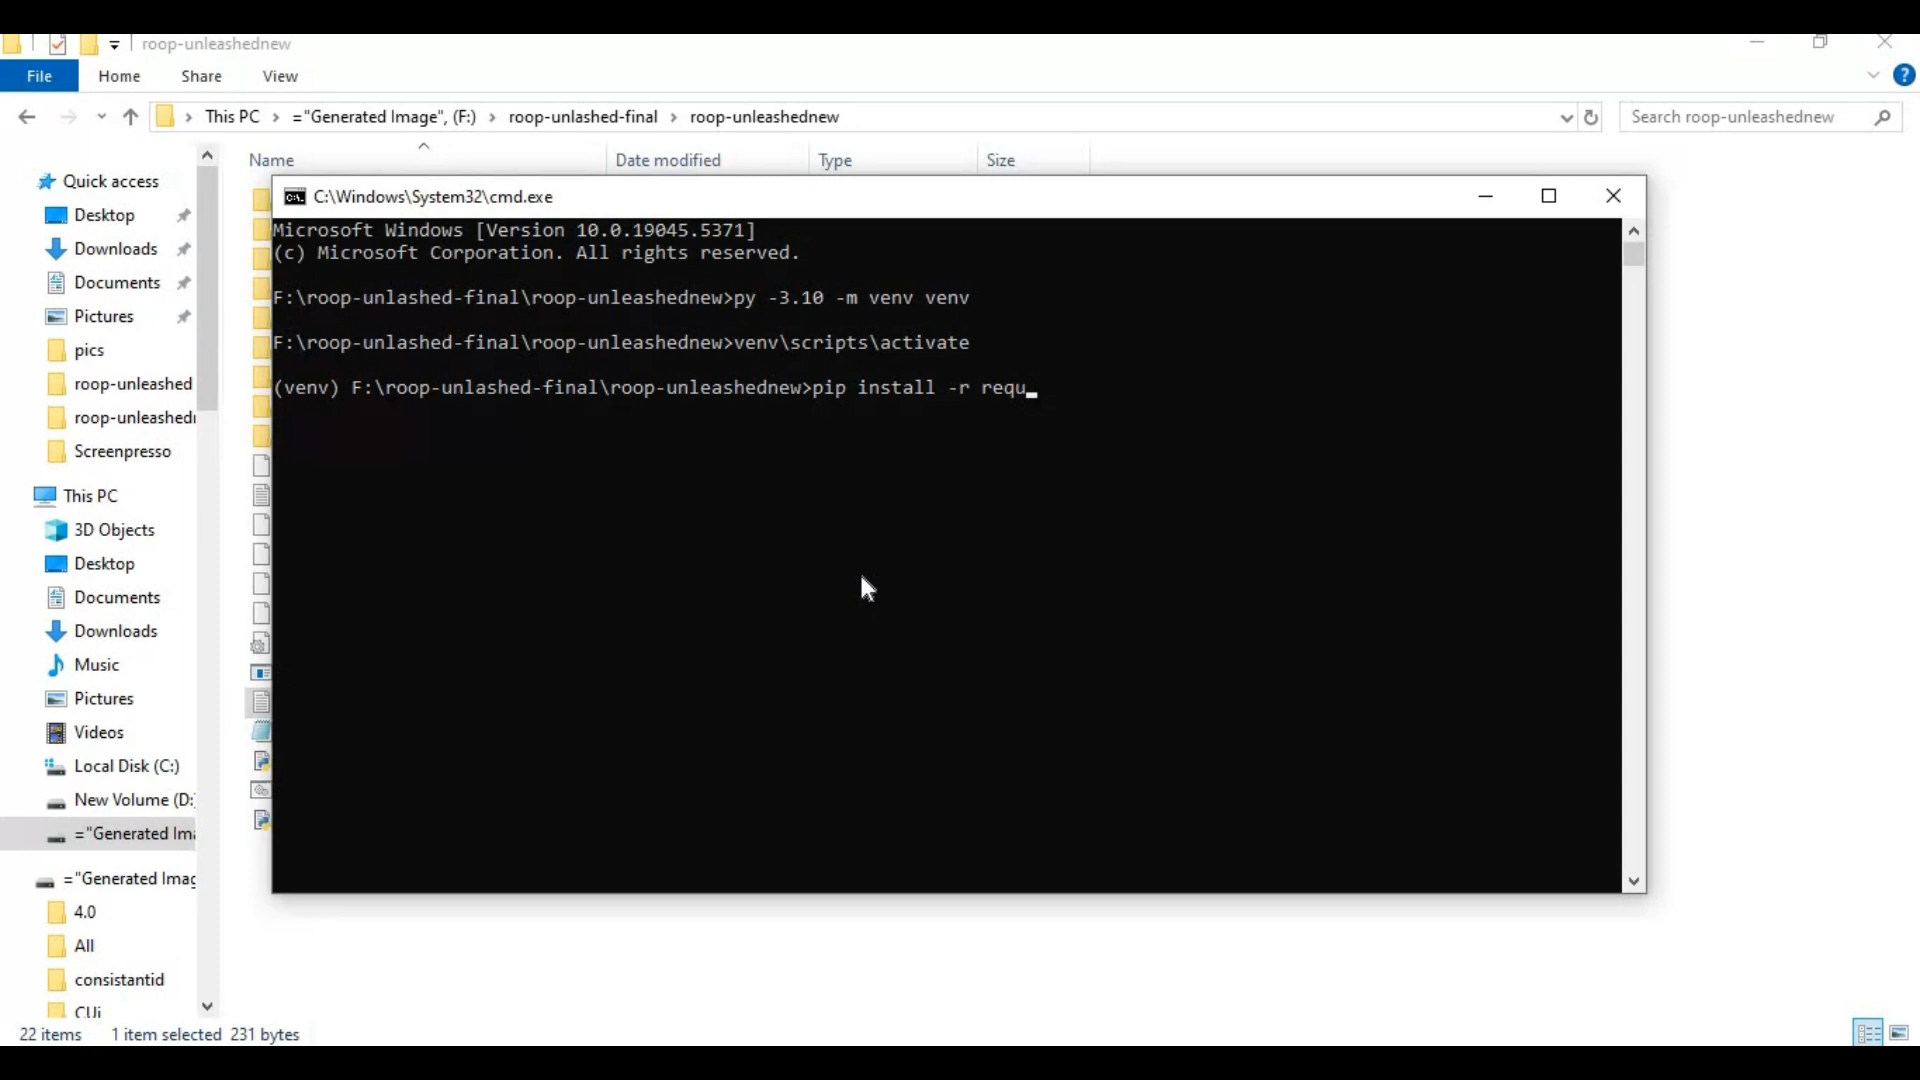 roop-unleashednew
File
Home
Share
View
This PC
="Generated Image", (F:)
roop-unlashed-final
roop-unleashednew
Search roop-unleashednew
Name
Date modified
Type
Size
Quick access
Desktop
Downloads
Documents
Pictures
pics
roop-unleashed
roop-unleashed
Screenpresso
This PC
3D Objects
Desktop
Documents
Downloads
Music
Pictures
Videos
Local Disk (C:)
New Volume (D:
="Generated Ima
="Generated Imag
4.0
All
consistantid
CUi
C:\Windows\System32\cmd.exe
Microsoft Windows [Version 10.0.19045.5371]
(c) Microsoft Corporation. All rights reserved.
F:\roop-unlashed-final\roop-unleashednew>py -3.10 -m venv venv
F:\roop-unlashed-final\roop-unleashednew>venv\scripts\activate
(venv) F:\roop-unlashed-final\roop-unleashednew>pip install -r requ_
22 items
1 item selected 231 bytes